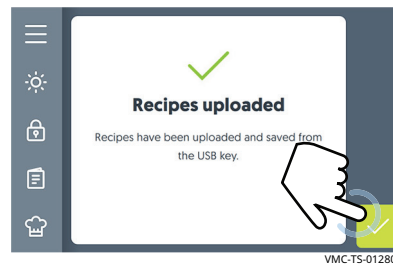 Recipes uploaded
Recipes have been uploaded and saved from
the USB key.
VMC-TS-01280